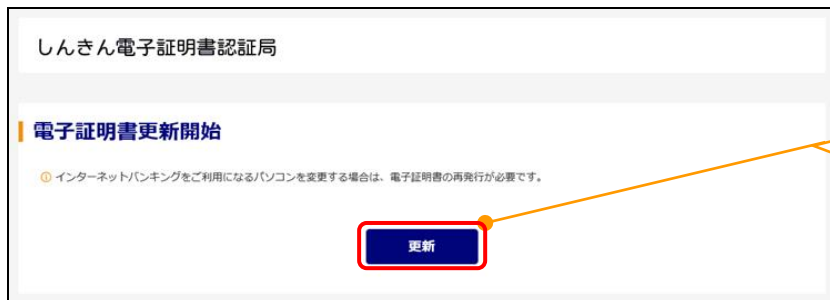 しんきん電子証明書認証局
電子証明書更新開始
インターネットバンキングをご利用になるパソコンを変更する場合は、電子証明書の再発行が必要です。
更新